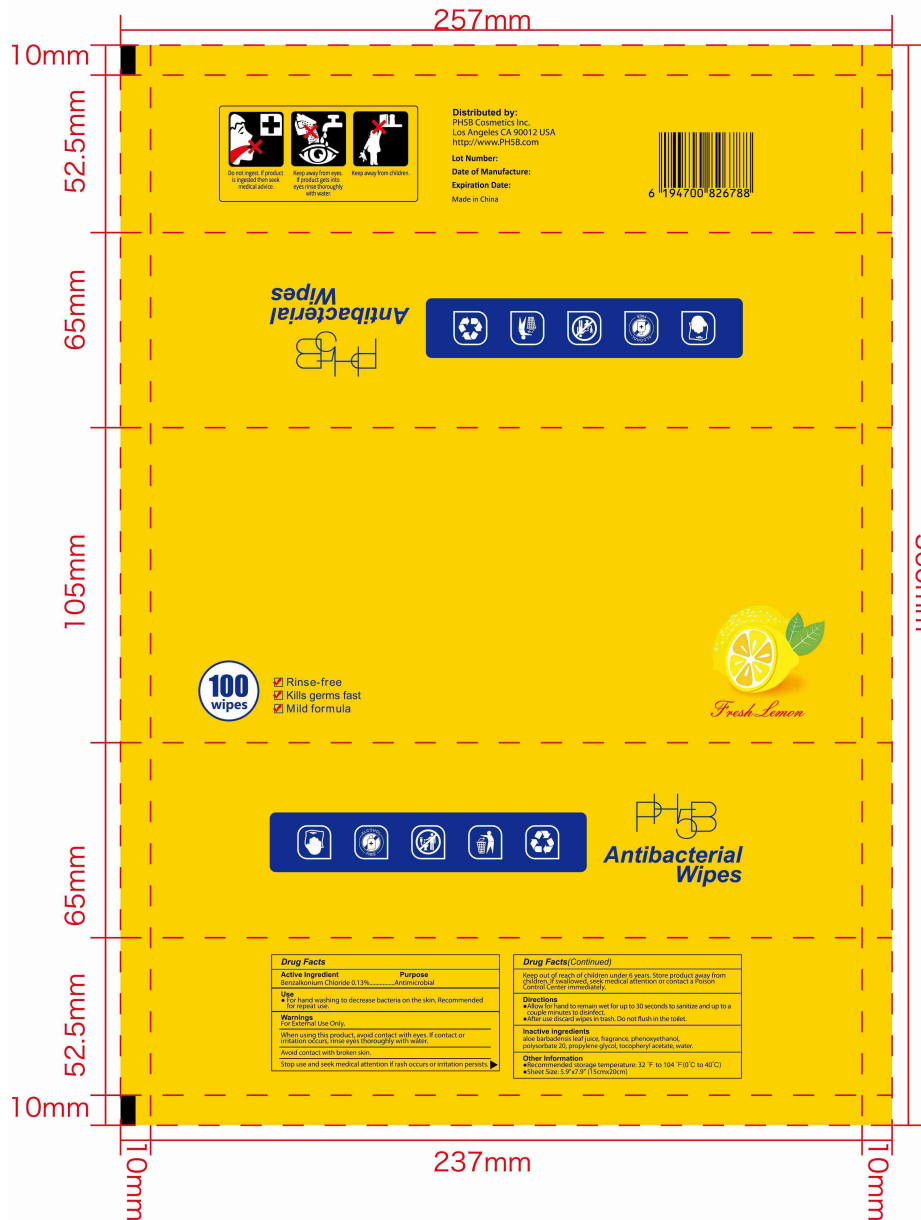 257mm
10mm
52.5mm
65mm
105mm
65mm
52.5mm
10mm
Do not ingest. If product
is ingested then seek
medical advice.
Keep away from eyes.
If product gets into
eyes rinse thoroughly
with water.
Keep away from children.
Distributed by:
PH5B Cosmetics Inc.
Los Angeles CA 90012 USA
http://www.PH5B.com
Lot Number:
Date of Manufacture:
Expiration Date:
Made in China
6 194700 826788
PH5B
Antibacterial
Wipes
ALCOHOL
FREE
100
wipes
Rinse-free
Kills germs fast
Mild formula
Fresh Lemon
ALCOHOL
FREE
PH5B
Antibacterial
Wipes
Drug Facts
Active Ingredient Purpose
Benzalkonium Chloride 0.13%................Antimicrobial
Use
● For hand washing to decrease bacteria on the skin, Recommended
for repeat use.
Warnings
For External Use Only.
When using this product, avoid contact with eyes. If contact or
irritation occurs, rinse eyes thoroughly with water.
Avoid contact with broken skin.
Stop use and seek medical attention if rash occurs or irritation persists.
Drug Facts(Continued)
Keep out of reach of children under 6 years. Store product away from
children. If swallowed, seek medical attention or contact a Poison
Control Center immediately.
Directions
●Allow for hand to remain wet for up to 30 seconds to sanitize and up to a
couple minutes to disinfect.
●After use discard wipes in trash. Do not flush in the toilet.
Inactive ingredients
aloe barbadensis leaf juice, fragrance, phenoxyethanol,
polysorbate 20, propylene glycol, tocopheryl acetate, water.
Other Information
●Recommended storage temperature: 32 ℉ to 104 ℉(0℃ to 40℃)
●Sheet Size: 5.9"x7.9" (15cmx20cm)
10mm
237mm
10mm